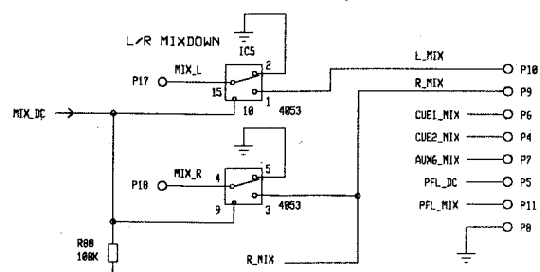 L/R MIXDOWN
IC5
2
P17
MIX_L
15
1
10
4053
MIX_DC
L_MIX
P10
R_MIX
P9
CUE1_MIX
P6
CUE2_MIX
P4
AUX6_MIX
P7
PFL_DC
P5
PFL_MIX
P11
P8
P18
MIX_R
4
5
9
3
4053
R80
100K
R_MIX